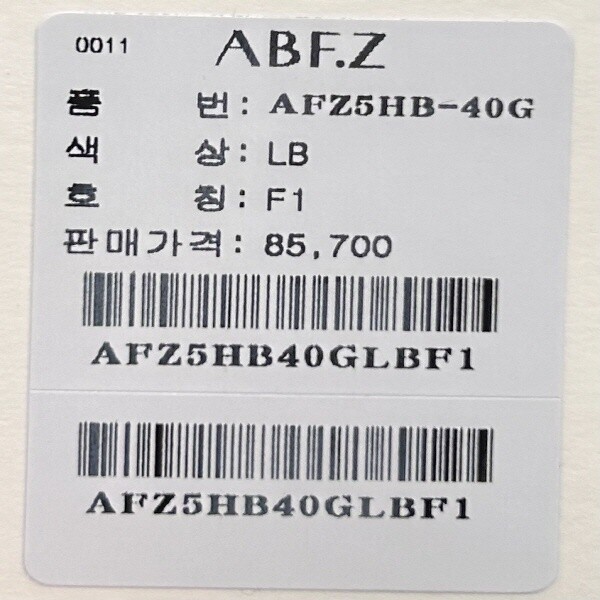 0011 ABF.Z
품 번 : AFZ5HB-40G
색 상 : LB
호 칭 : F1
판매가격 : 85,700
AFZ5HB40GLBF1
AFZ5HB40GLBF1